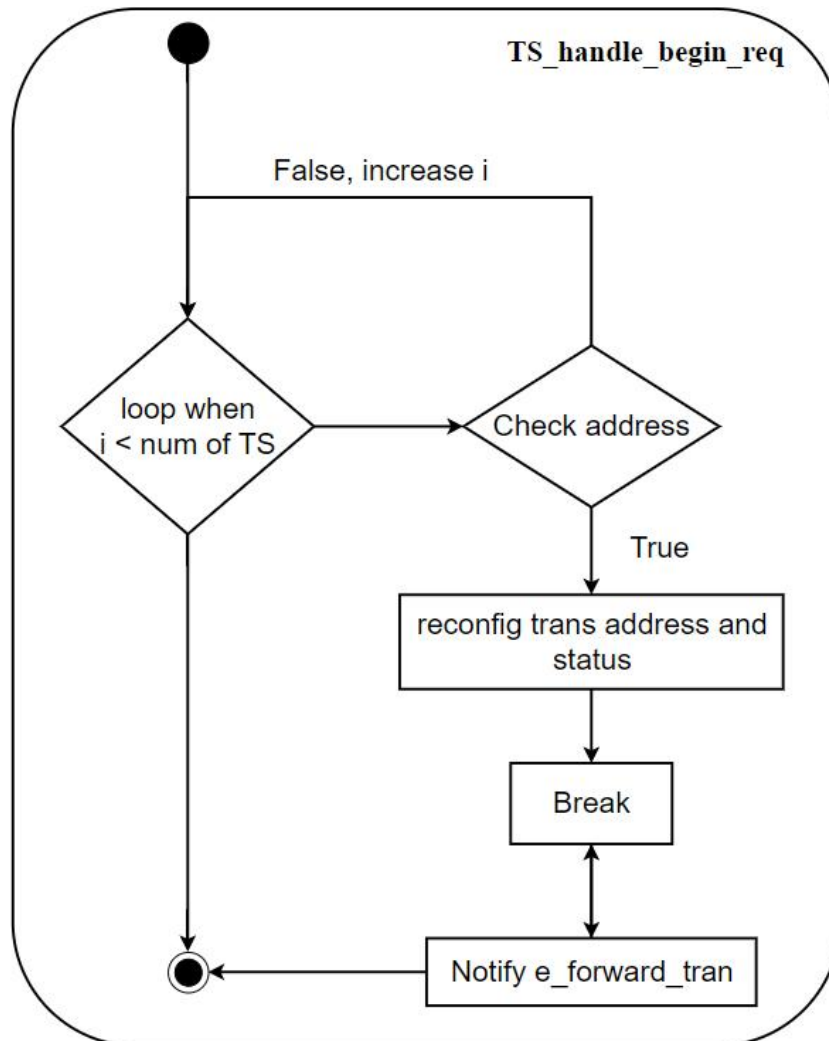 TS_handle_begin_req
False, increase i
loop when
i < num of TS
Check address
True
reconfig trans address and
status
Break
Notify e_forward_tran